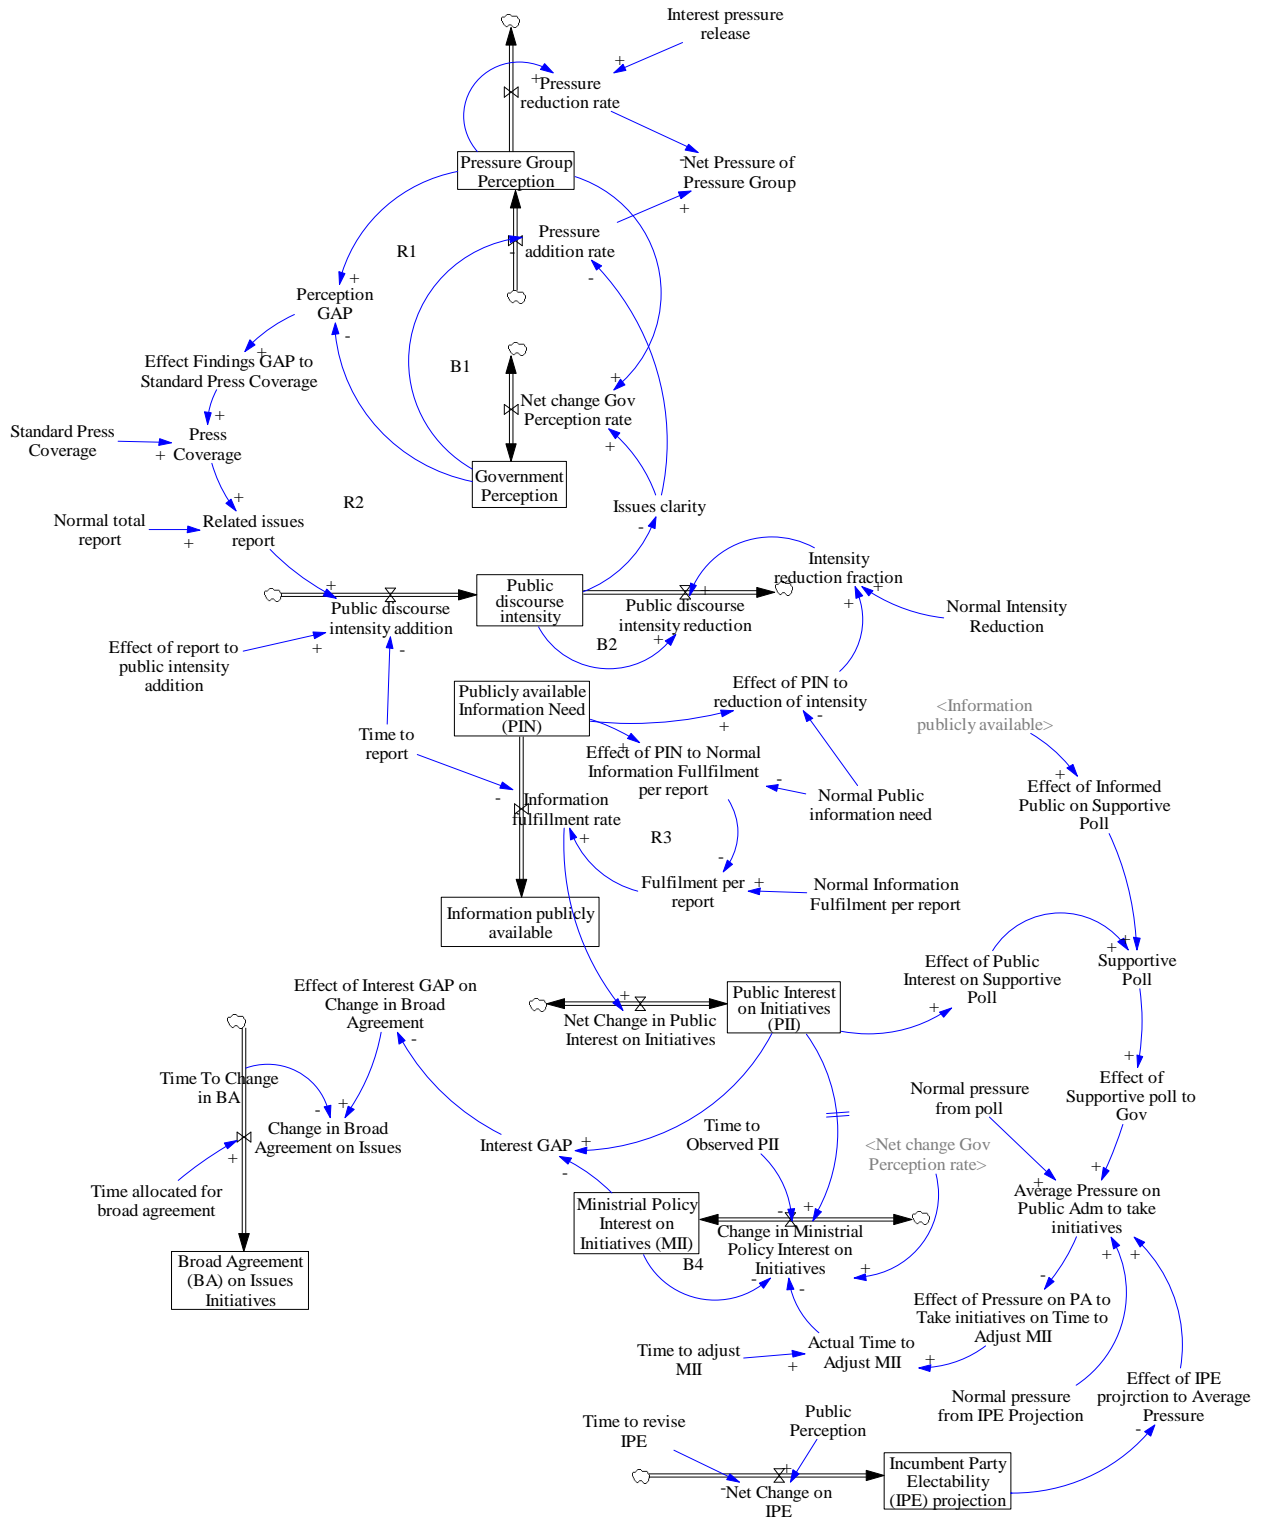 Interest pressure
release
Pressure
reduction rate
Pressure Group
Perception
Net Pressure of
Pressure Group
Pressure
addition rate
R1
Perception
GAP
B1
Effect Findings GAP to
Standard Press Coverage
Net change Gov
Perception rate
Standard Press
Coverage
Press
Coverage
Government
Perception
R2
Issues clarity
Normal total
report
Related issues
report
Intensity
reduction fraction
Public
discourse
intensity
Public discourse
intensity addition
Public discourse
intensity reduction
Normal Intensity
Reduction
B2
Effect of report to
public intensity
addition
Publicly available
Information Need
(PIN)
Effect of PIN to
reduction of intensity
<Information
publicly available>
Time to
report
Effect of PIN to Normal
Information Fullfilment
per report
Effect of Informed
Public on Supportive
Poll
Information
fulfillment rate
Normal Public
information need
R3
Fulfilment per
report
Normal Information
Fulfilment per report
Information publicly
available
Effect of Public
Interest on Supportive
Poll
Supportive
Poll
Effect of Interest GAP on
Change in Broad
Agreement
Public Interest
on Initiatives
(PII)
Net Change in Public
Interest on Initiatives
Time To Change
in BA
Effect of
Supportive poll to
Gov
Normal pressure
from poll
Change in Broad
Agreement on Issues
Interest GAP
Time to
Observed PII
<Net change Gov
Perception rate>
Time allocated for
broad agreement
Ministrial Policy
Interest on
Initiatives (MII)
Average Pressure on
Public Adm to take
initiatives
Change in Ministrial
Policy Interest on
Initiatives
B4
Broad Agreement
(BA) on Issues
Initiatives
Effect of Pressure on PA to
Take initiatives on Time to
Adjust MII
Time to adjust
MII
Actual Time to
Adjust MII
Normal pressure
from IPE Projection
Effect of IPE
projrction to Average
Pressure
Time to revise
IPE
Public
Perception
Net Change on
IPE
Incumbent Party
Electability
(IPE) projection